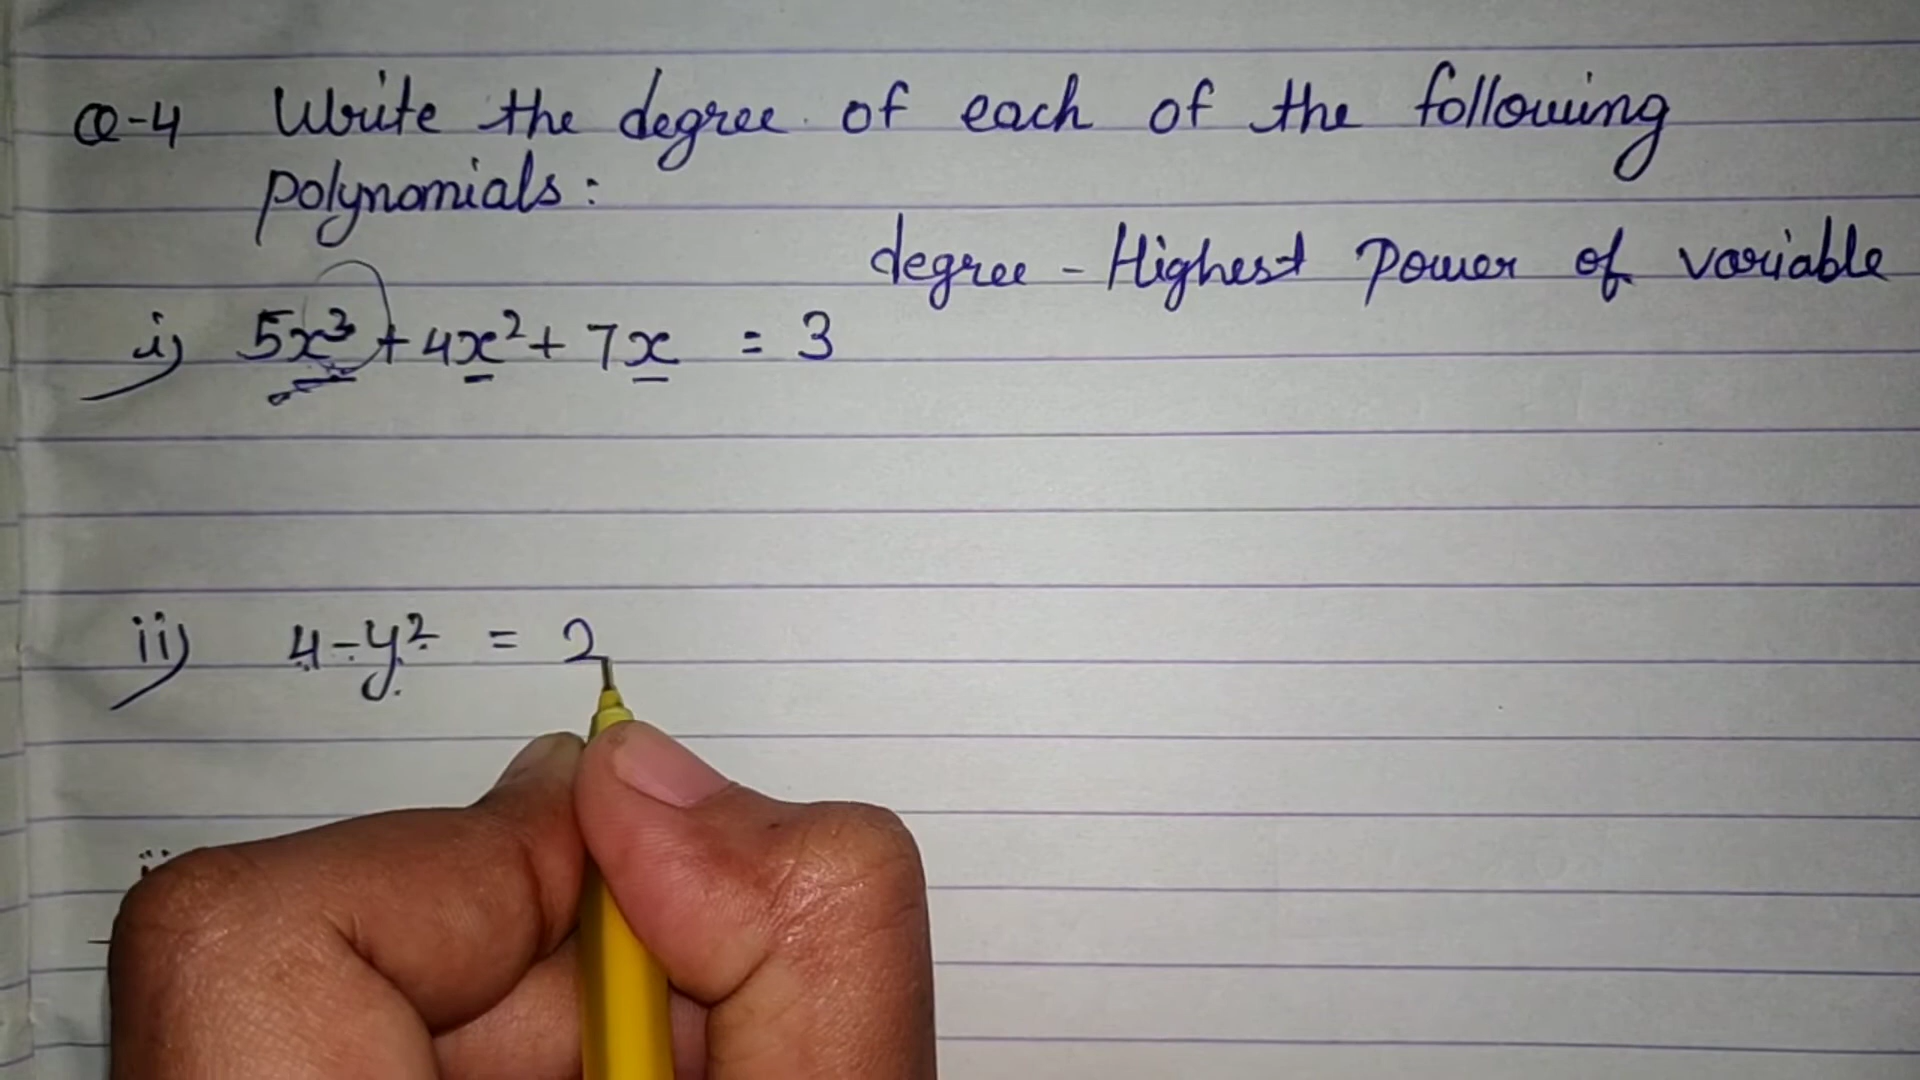 Q-4 Write the degree of each of the following
polynomials:
degree - Highest Power of variable
i) 5x³ + 4x² + 7x = 3
ii) 4-y² = 2